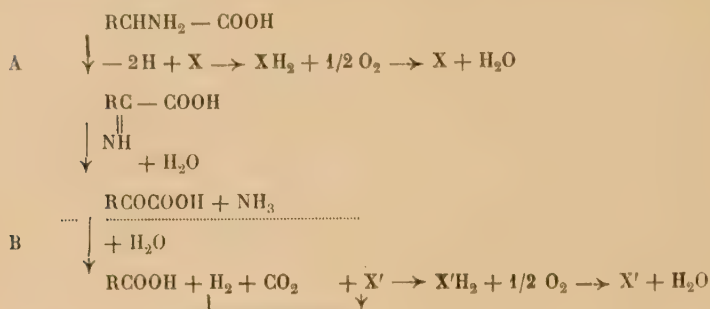 RCHNH₂ — COOH
A — 2H + X → XH₂ + 1/2 O₂ → X + H₂O
RC — COOH
NH
+ H₂O
RCOCOOH + NH₃
B + H₂O
RCOOH + H₂ + CO₂ + X' → X'H₂ + 1/2 O₂ → X' + H₂O